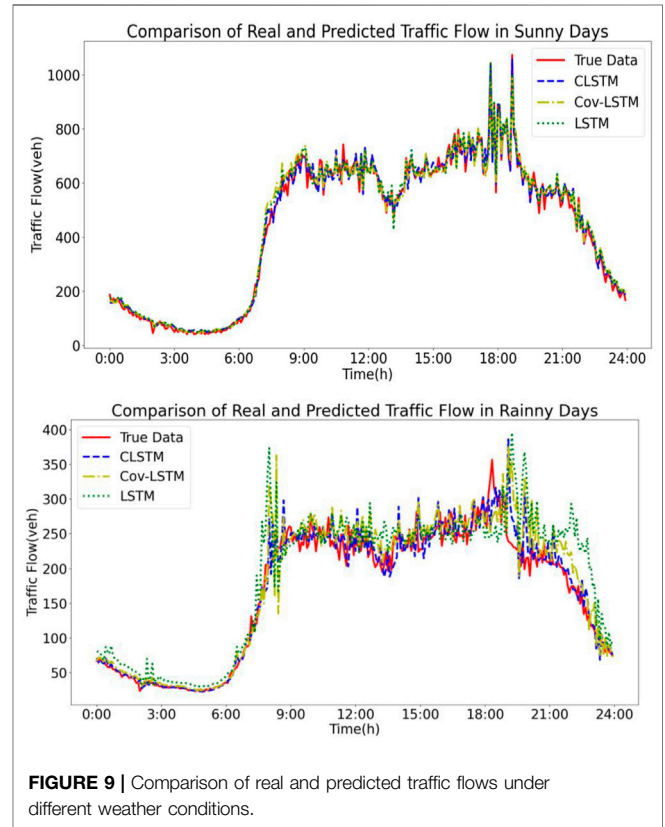 Comparison of Real and Predicted Traffic Flow in Sunny Days
True Data
CLSTM
Cov-LSTM
LSTM
1000
800
600
400
200
0
Traffic Flow(veh)
0:00 3:00 6:00 9:00 12:00 15:00 18:00 21:00 24:00
Time(h)
Comparison of Real and Predicted Traffic Flow in Rainny Days
True Data
CLSTM
Cov-LSTM
LSTM
400
350
300
250
200
150
100
50
Traffic Flow(veh)
0:00 3:00 6:00 9:00 12:00 15:00 18:00 21:00 24:00
Time(h)
FIGURE 9 | Comparison of real and predicted traffic flows under
different weather conditions.